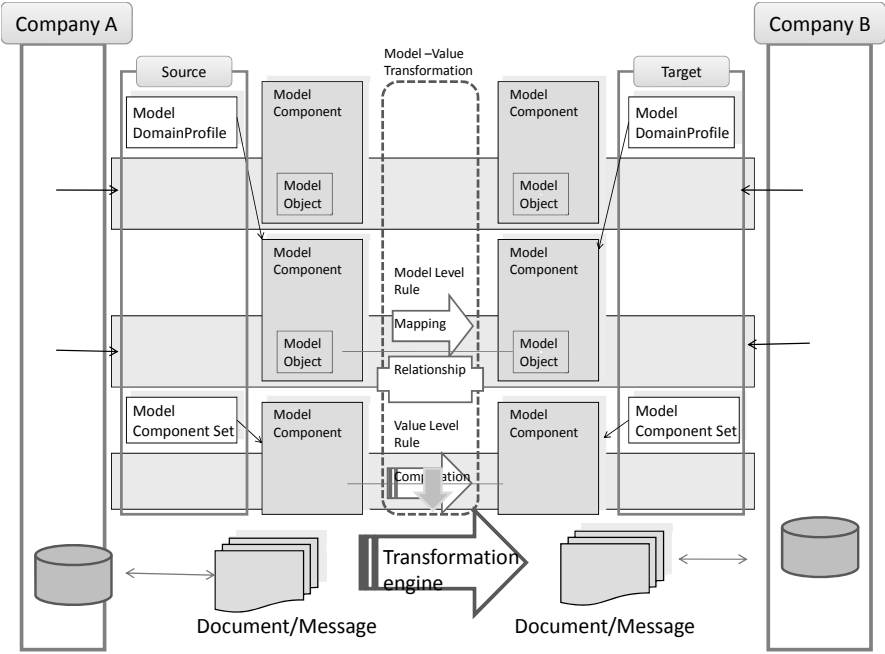 Company A
Company B
Model –Value
Transformation
Source
Target
Model
DomainProfile
Model
Component
Model
Component
Model
DomainProfile
Model
Object
Model
Object
Model
Component
Model Level
Rule
Model
Component
Mapping
Model
Object
Model
Object
Relationship
Model
Component Set
Model
Component
Value Level
Rule
Model
Component
Model
Component Set
Computation
Transformation
engine
Document/Message
Document/Message